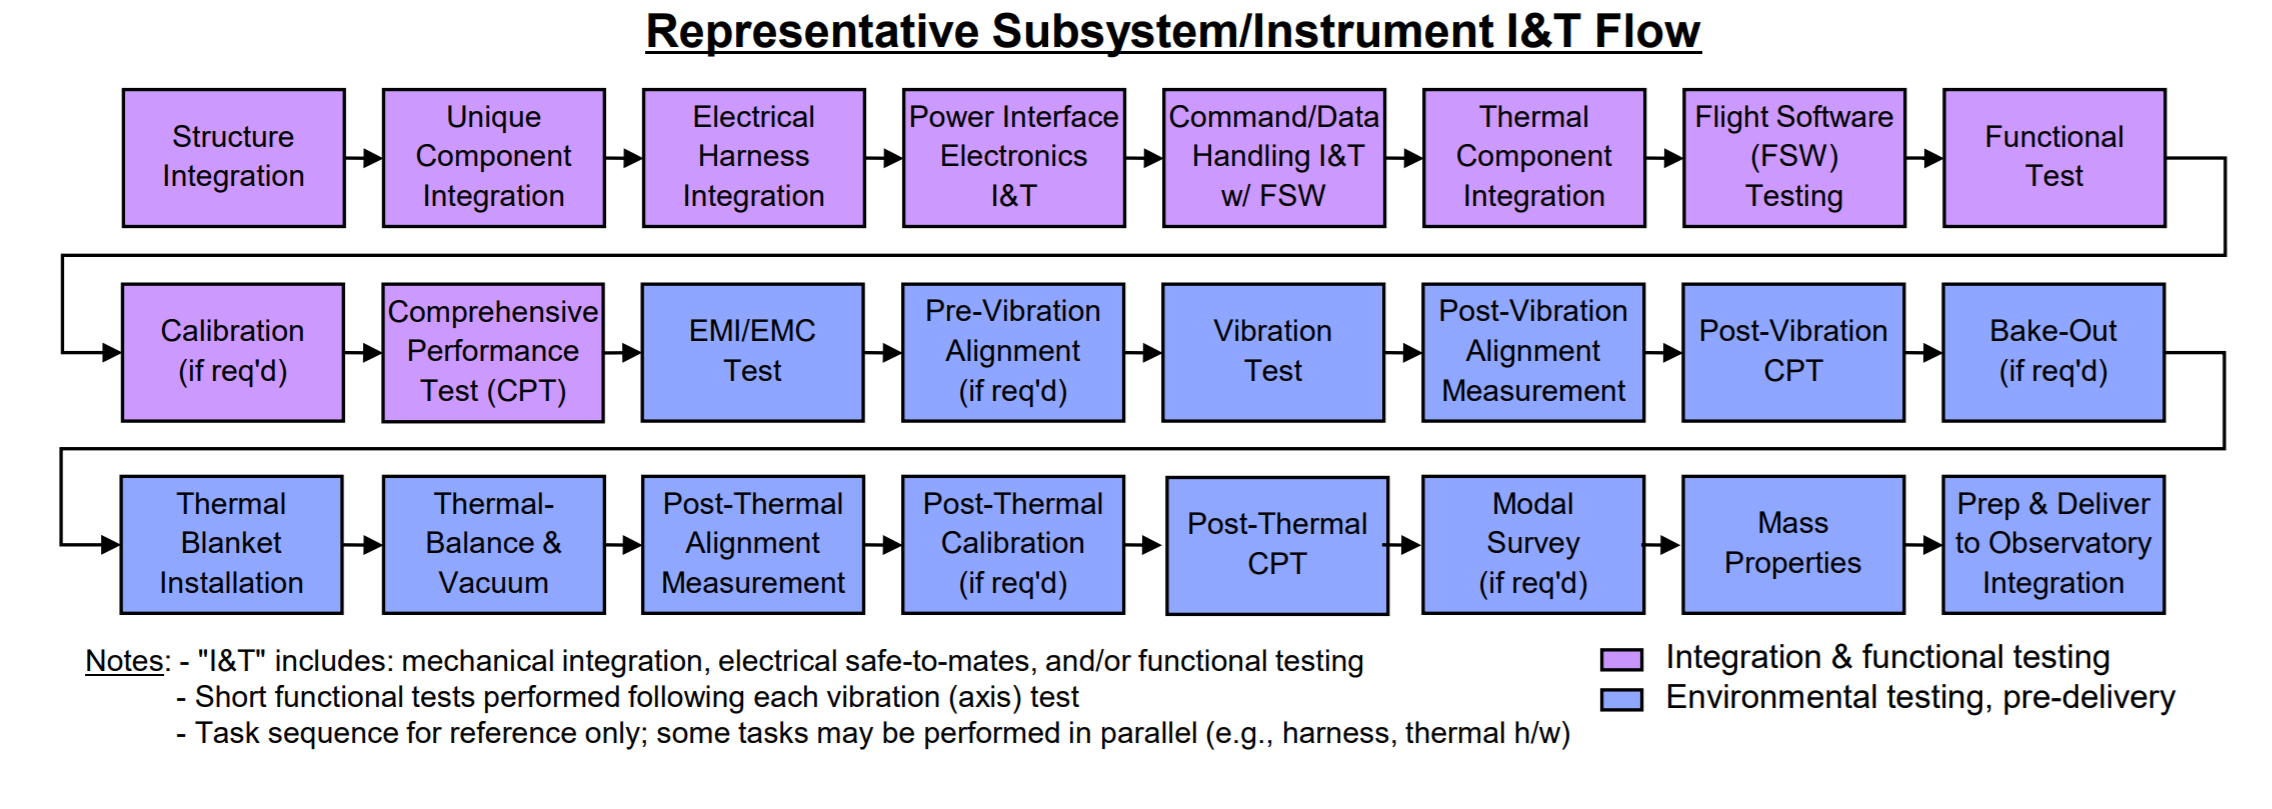 Representative Subsystem/Instrument I&T Flow
Structure
Integration
Unique
Component
Integration
Electrical
Harness
Integration
Power Interface
Electronics
I&T
Command/Data
Handling I&T
w/ FSW
Thermal
Component
Integration
Flight Software
(FSW)
Testing
Functional
Test
Calibration
(if req'd)
Comprehensive
Performance
Test (CPT)
EMI/EMC
Test
Pre-Vibration
Alignment
(if req'd)
Vibration
Test
Post-Vibration
Alignment
Measurement
Post-Vibration
CPT
Bake-Out
(if req'd)
Thermal
Blanket
Installation
Thermal-
Balance &
Vacuum
Post-Thermal
Alignment
Measurement
Post-Thermal
Calibration
(if req'd)
Post-Thermal
CPT
Modal
Survey
(if req'd)
Mass
Properties
Prep & Deliver
to Observatory
Integration
Notes: - "I&T" includes: mechanical integration, electrical safe-to-mates, and/or functional testing
- Short functional tests performed following each vibration (axis) test
- Task sequence for reference only; some tasks may be performed in parallel (e.g., harness, thermal h/w)
Integration & functional testing
Environmental testing, pre-delivery